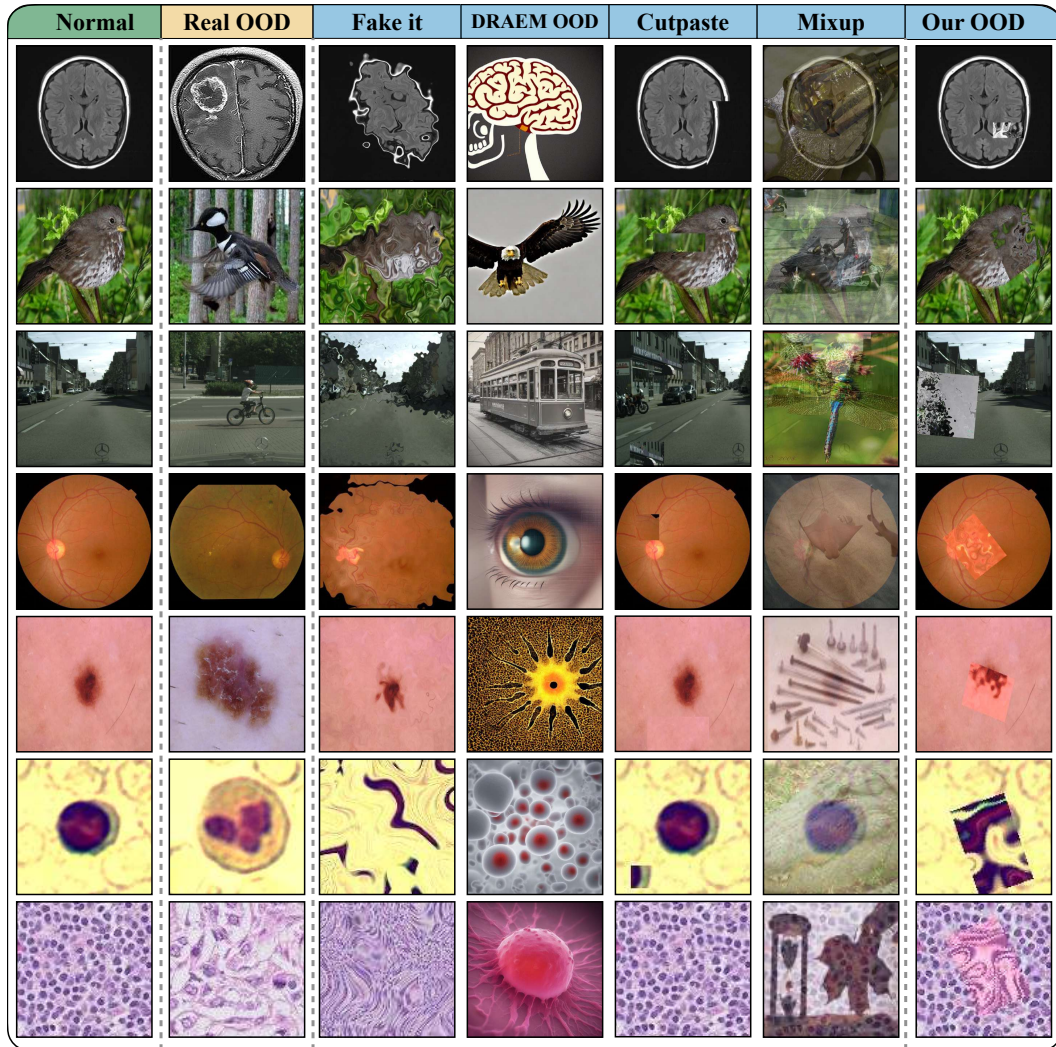 Normal
Real OOD
Fake it
DRAEM OOD
Cutpaste
Mixup
Our OOD